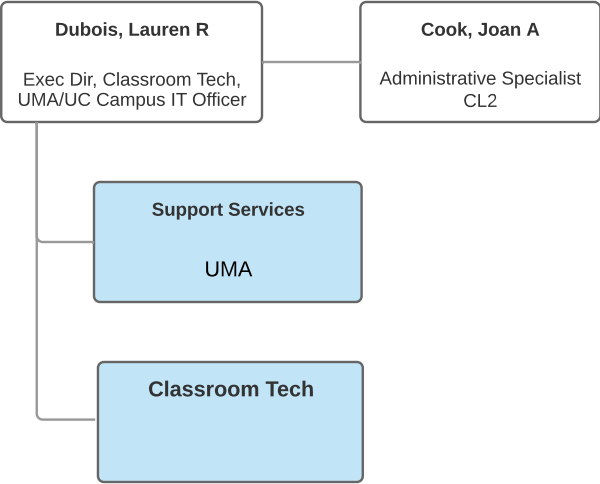 Dubois, Lauren R
Exec Dir, Classroom Tech,
UMA/UC Campus IT Officer
Cook, Joan A
Administrative Specialist
CL2
Support Services
UMA
Classroom Tech